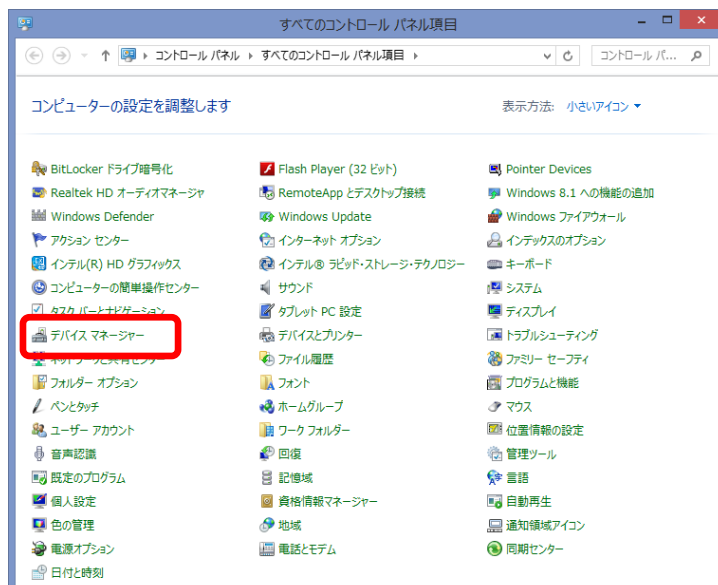 すべてのコントロール パネル項目
コントロール パネル すべてのコントロール パネル項目 コントロール パ...
コンピューターの設定を調整します 表示方法: 小さいアイコン
BitLocker ドライブ暗号化 Flash Player (32 ビット) Pointer Devices
Realtek HD オーディオマネージャ RemoteApp とデスクトップ接続 Windows 8.1 への機能の追加
Windows Defender Windows Update Windows ファイアウォール
アクション センター インターネット オプション インデックスのオプション
インテル(R) HD グラフィックス インテル® ラピッド・ストレージ・テクノロジー キーボード
コンピューターの簡単操作センター サウンド システム
タスク バーとナビゲーション タブレット PC 設定 ディスプレイ
デバイス マネージャー デバイスとプリンター トラブルシューティング
ネットワークと共有センター ファイル履歴 ファミリー セーフティ
フォルダー オプション フォント プログラムと機能
ペンとタッチ ホームグループ マウス
ユーザー アカウント ワーク フォルダー 位置情報の設定
音声認識 回復 管理ツール
既定のプログラム 記憶域 言語
個人設定 資格情報マネージャー 自動再生
色の管理 地域 通知領域アイコン
電源オプション 電話とモデム 同期センター
日付と時刻